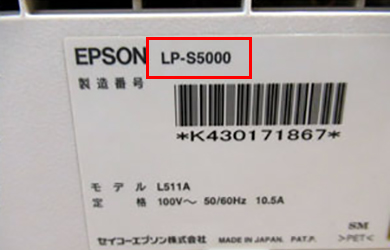 EPSON LP-S5000
製造番号
*K430171867*
モデル L511A
定格 100V～ 50/60Hz 10.5A
SM
セイコーエプソン株式会社 MADE IN JAPAN. PAT.P. >PET<